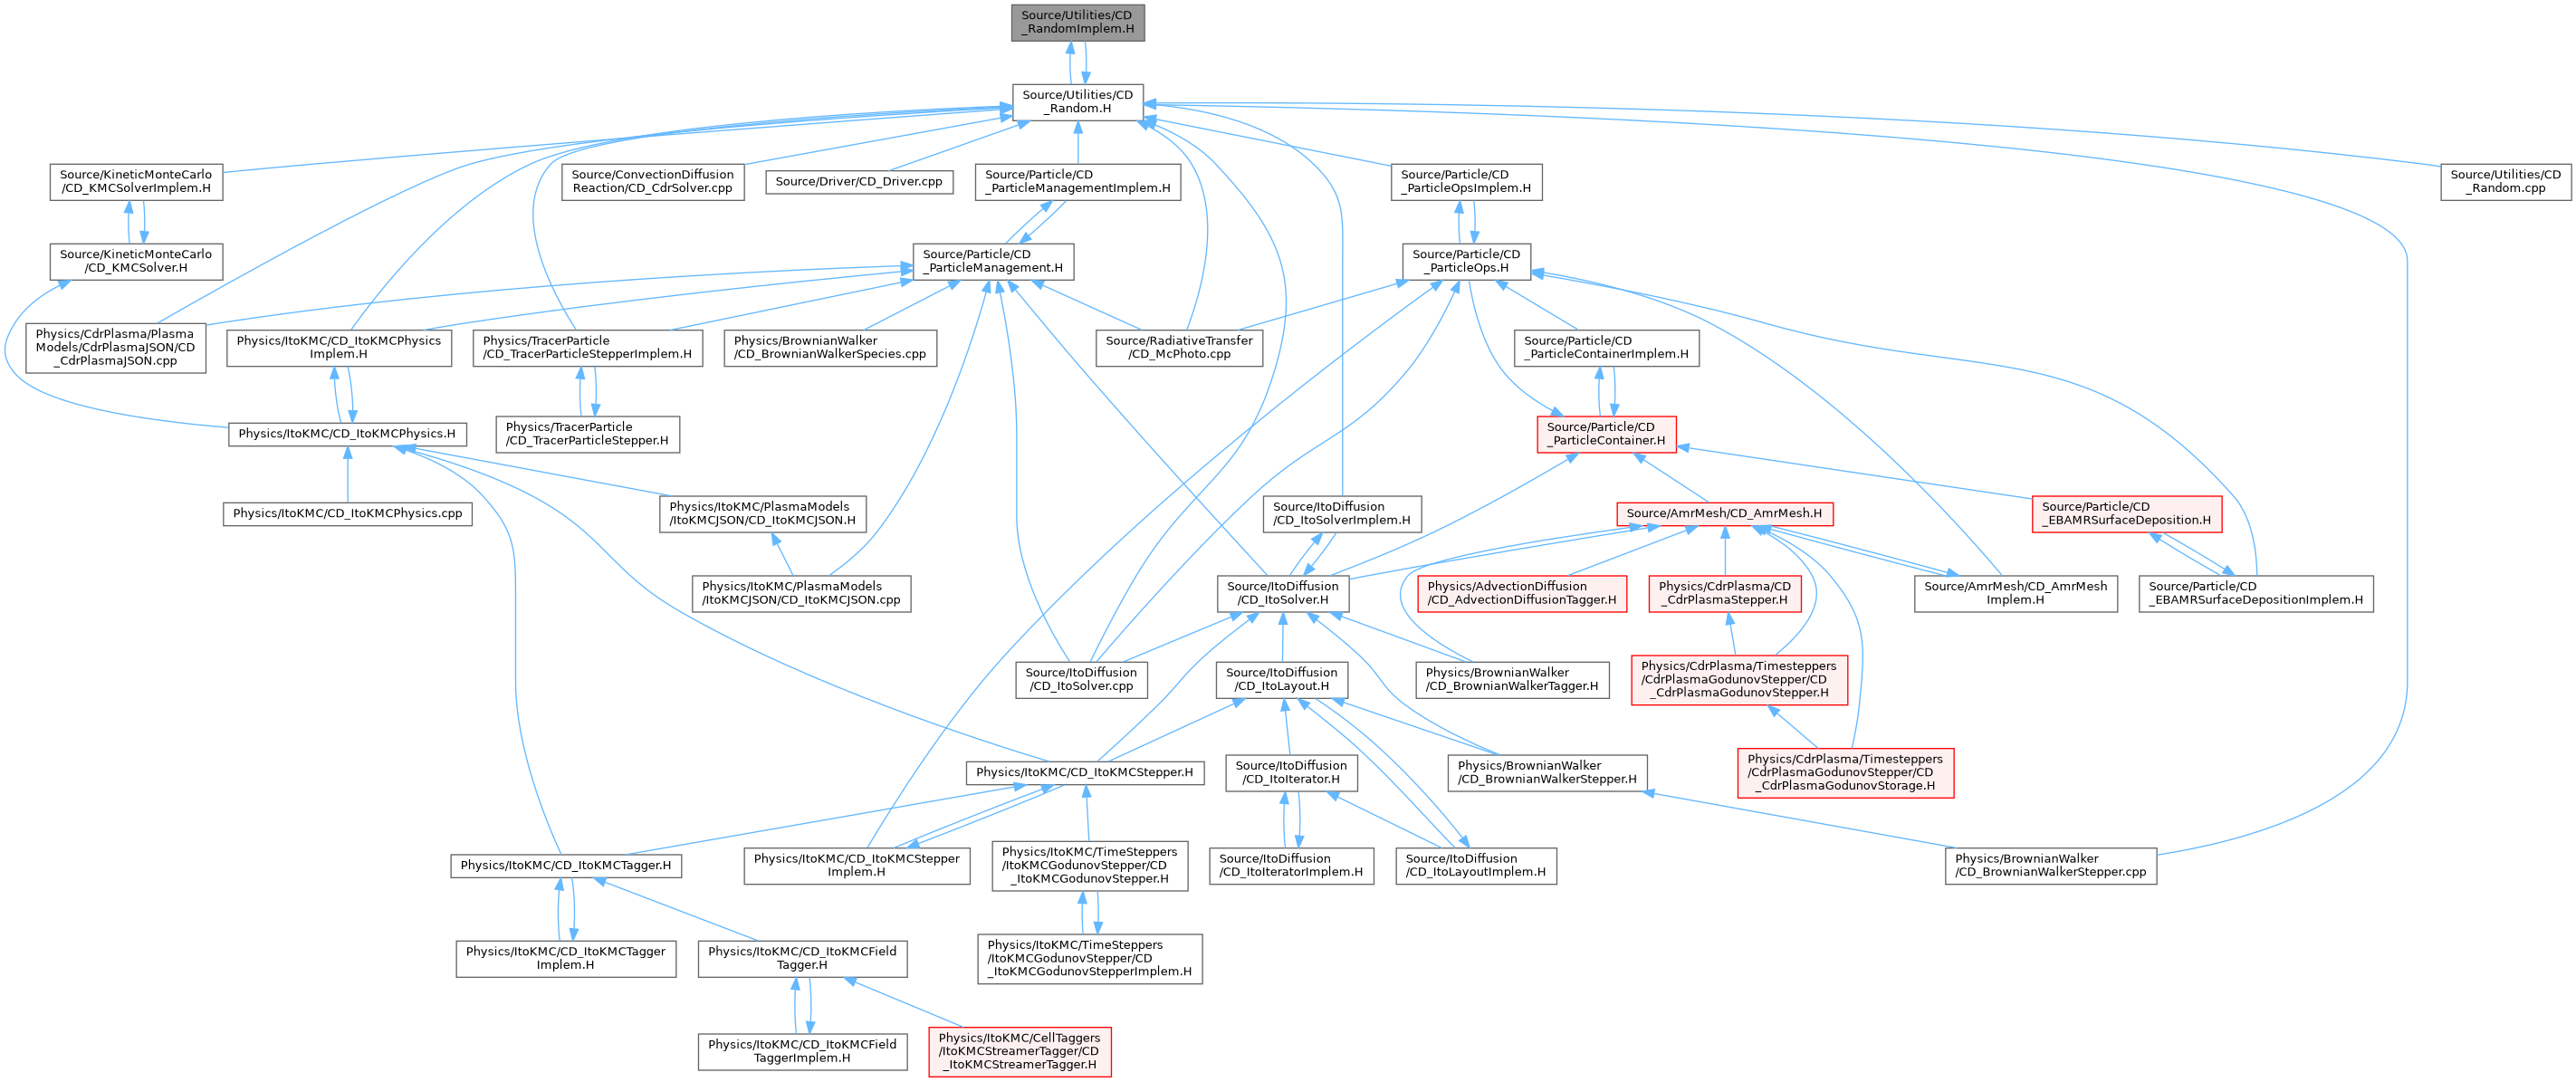 Source/Utilities/CD
_RandomImplem.H
Source/Utilities/CD
_Random.H
Source/KineticMonteCarlo
/CD_KMCSolverImplem.H
Source/ConvectionDiffusion
Reaction/CD_CdrSolver.cpp
Source/Driver/CD_Driver.cpp
Source/Particle/CD
_ParticleManagementImplem.H
Source/Particle/CD
_ParticleOpsImplem.H
Source/Utilities/CD
_Random.cpp
Source/KineticMonteCarlo
/CD_KMCSolver.H
Source/Particle/CD
_ParticleManagement.H
Source/Particle/CD
_ParticleOps.H
Physics/CdrPlasma/Plasma
Models/CdrPlasmaJSON/CD
_CdrPlasmaJSON.cpp
Physics/ItoKMC/CD_ItoKMCPhysics
Implem.H
Physics/TracerParticle
/CD_TracerParticleStepperImplem.H
Physics/BrownianWalker
/CD_BrownianWalkerSpecies.cpp
Source/RadiativeTransfer
/CD_McPhoto.cpp
Source/Particle/CD
_ParticleContainerImplem.H
Physics/ItoKMC/CD_ItoKMCPhysics.H
Physics/TracerParticle
/CD_TracerParticleStepper.H
Source/Particle/CD
_ParticleContainer.H
Physics/ItoKMC/CD_ItoKMCPhysics.cpp
Physics/ItoKMC/PlasmaModels
/ItoKMCJSON/CD_ItoKMCJSON.H
Source/ItoDiffusion
/CD_ItoSolverImplem.H
Source/AmrMesh/CD_AmrMesh.H
Source/Particle/CD
_EBAMRSurfaceDeposition.H
Physics/ItoKMC/PlasmaModels
/ItoKMCJSON/CD_ItoKMCJSON.cpp
Source/ItoDiffusion
/CD_ItoSolver.H
Physics/AdvectionDiffusion
/CD_AdvectionDiffusionTagger.H
Physics/CdrPlasma/CD
_CdrPlasmaStepper.H
Source/AmrMesh/CD_AmrMesh
Implem.H
Source/Particle/CD
_EBAMRSurfaceDepositionImplem.H
Source/ItoDiffusion
/CD_ItoSolver.cpp
Source/ItoDiffusion
/CD_ItoLayout.H
Physics/BrownianWalker
/CD_BrownianWalkerTagger.H
Physics/CdrPlasma/Timesteppers
/CdrPlasmaGodunovStepper/CD
_CdrPlasmaGodunovStepper.H
Physics/ItoKMC/CD_ItoKMCStepper.H
Source/ItoDiffusion
/CD_ItoIterator.H
Physics/BrownianWalker
/CD_BrownianWalkerStepper.H
Physics/CdrPlasma/Timesteppers
/CdrPlasmaGodunovStepper/CD
_CdrPlasmaGodunovStorage.H
Physics/ItoKMC/CD_ItoKMCTagger.H
Physics/ItoKMC/CD_ItoKMCStepper
Implem.H
Physics/ItoKMC/TimeSteppers
/ItoKMCGodunovStepper/CD
_ItoKMCGodunovStepper.H
Source/ItoDiffusion
/CD_ItoIteratorImplem.H
Source/ItoDiffusion
/CD_ItoLayoutImplem.H
Physics/BrownianWalker
/CD_BrownianWalkerStepper.cpp
Physics/ItoKMC/CD_ItoKMCTagger
Implem.H
Physics/ItoKMC/CD_ItoKMCField
Tagger.H
Physics/ItoKMC/TimeSteppers
/ItoKMCGodunovStepper/CD
_ItoKMCGodunovStepperImplem.H
Physics/ItoKMC/CD_ItoKMCField
TaggerImplem.H
Physics/ItoKMC/CellTaggers
/ItoKMCStreamerTagger/CD
_ItoKMCStreamerTagger.H